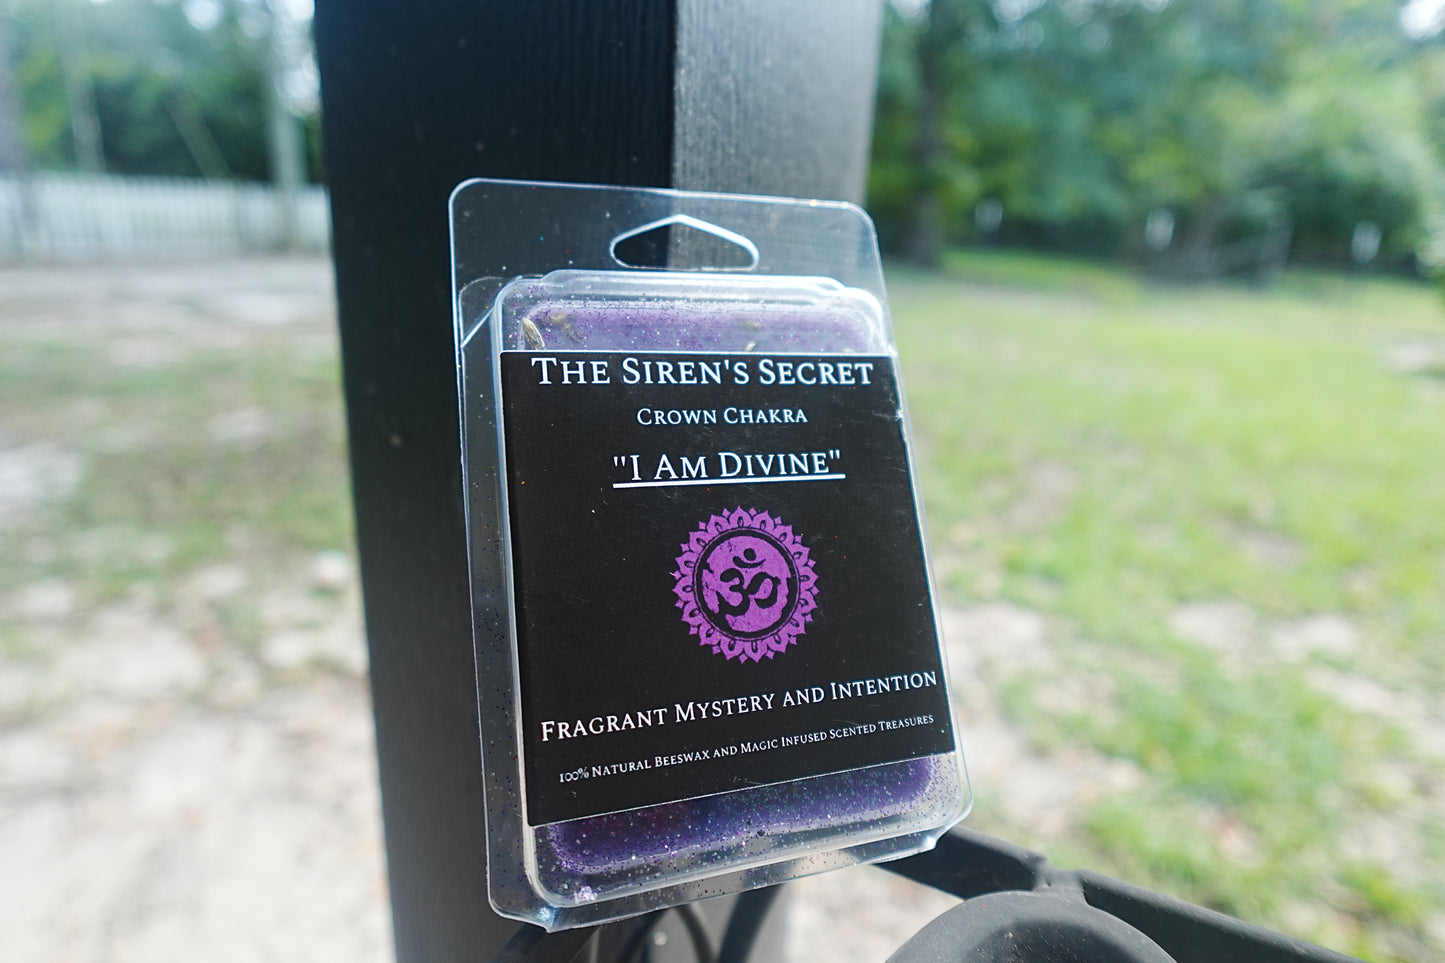 The Siren's Secret
Crown Chakra
"I Am Divine"
ॐ
Fragrant Mystery and Intention
100% Natural Beeswax and Magic Infused Scented Treasures